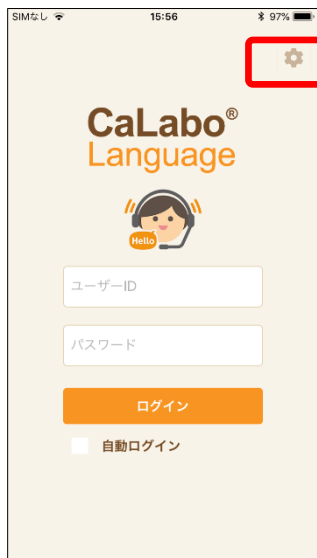 SIMなし 15:56 97%
CaLabo®
Language
Hello
ユーザーID
パスワード
ログイン
自動ログイン